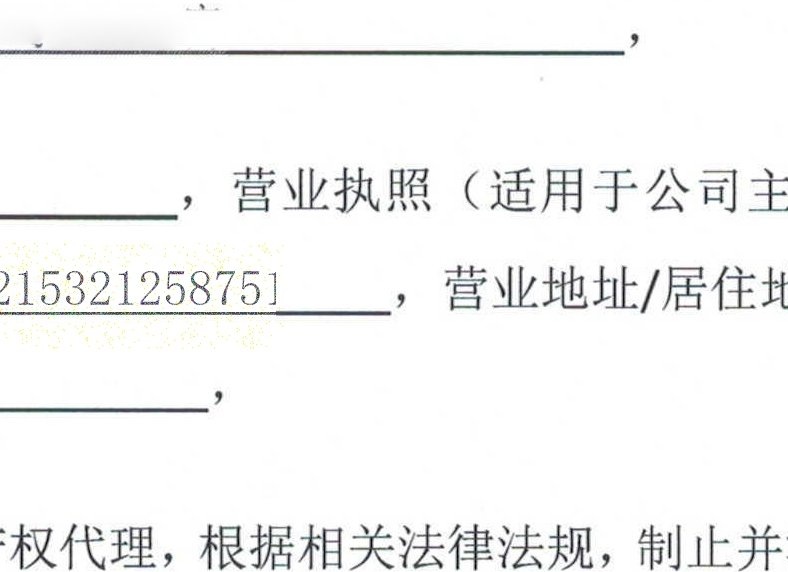 ，
，营业执照（适用于公司主
215321258751，营业地址/居住地
，
权代理，根据相关法律法规，制止并